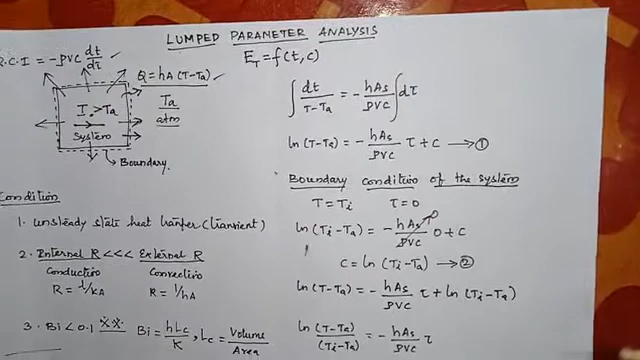 LUMPED PARAMETER ANALYSIS
Q.C.I = -ρVC dt/dτ
E_T = f(t, c)
Q = hA (T-Ta)
T. > Ta
System
Ta
atm
Boundary.
Condition
1. Unsteady state heat tranfer (transient)
2. Internal R <<< External R
Conduction Convection
R = L/kA R = 1/hA
3. Bi < 0.1 Bi = hLc/K , Lc = Volume/Area
∫ dt/(T-Ta) = - hAs/ρVC ∫ dτ
ln (T-Ta) = - hAs/ρVC τ + c → ①
Boundary condition of the system
T = Ti τ = 0
ln (Ti-Ta) = - hAs/ρVC 0 + c
c = ln (Ti-Ta) → ②
ln (T-Ta) = - hAs/ρVC τ + ln (Ti-Ta)
ln (T-Ta)/(Ti-Ta) = - hAs/ρVC τ